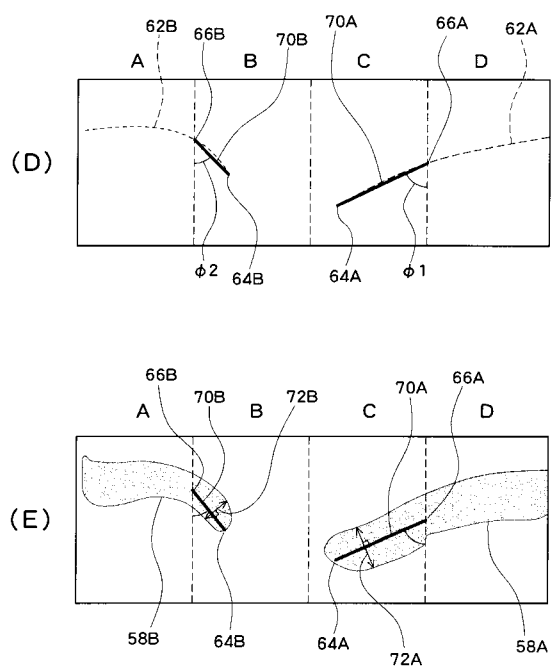 62B 66B 70B 70A 66A 62A
A B C D
(D)
φ2 64B 64A φ1
66B 70B 72B 70A 66A
A B C D
(E)
58B 64B 64A 72A 58A